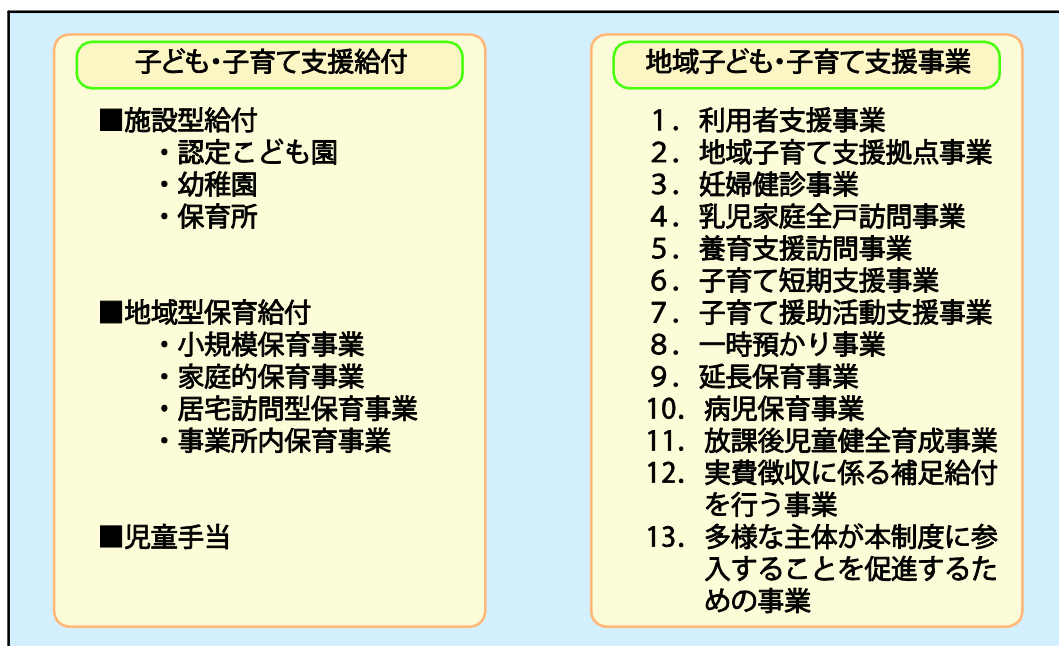 子ども・子育て支援給付
■施設型給付
・認定こども園
・幼稚園
・保育所
■地域型保育給付
・小規模保育事業
・家庭的保育事業
・居宅訪問型保育事業
・事業所内保育事業
■児童手当
地域子ども・子育て支援事業
1．利用者支援事業
2．地域子育て支援拠点事業
3．妊婦健診事業
4．乳児家庭全戸訪問事業
5．養育支援訪問事業
6．子育て短期支援事業
7．子育て援助活動支援事業
8．一時預かり事業
9．延長保育事業
10．病児保育事業
11．放課後児童健全育成事業
12．実費徴収に係る補足給付
を行う事業
13．多様な主体が本制度に参
入することを促進するた
めの事業